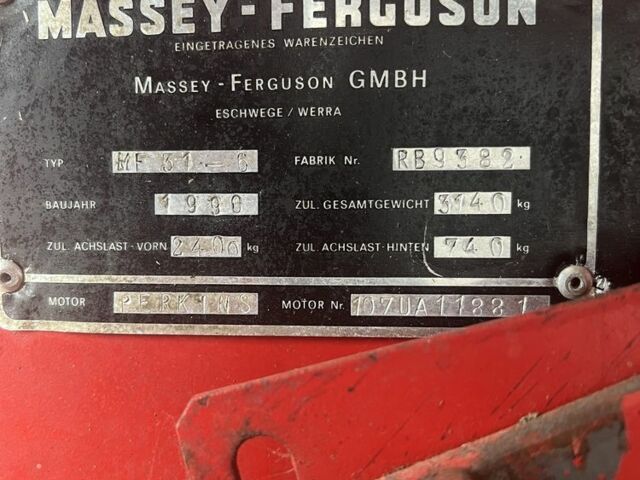 MASSEY-FERGUSON
EINGETRAGENES WARENZEICHEN
MASSEY-FERGUSON GMBH
ESCHWEGE / WERRA
TYP MF 31 - 6 FABRIK Nr. RB9382
BAUJAHR 1990 ZUL. GESAMTGEWICHT 3140 kg
ZUL. ACHSLAST-VORN 2400 kg ZUL. ACHSLAST-HINTEN 740 kg
MOTOR PERKINS MOTOR Nr. 107UA11881